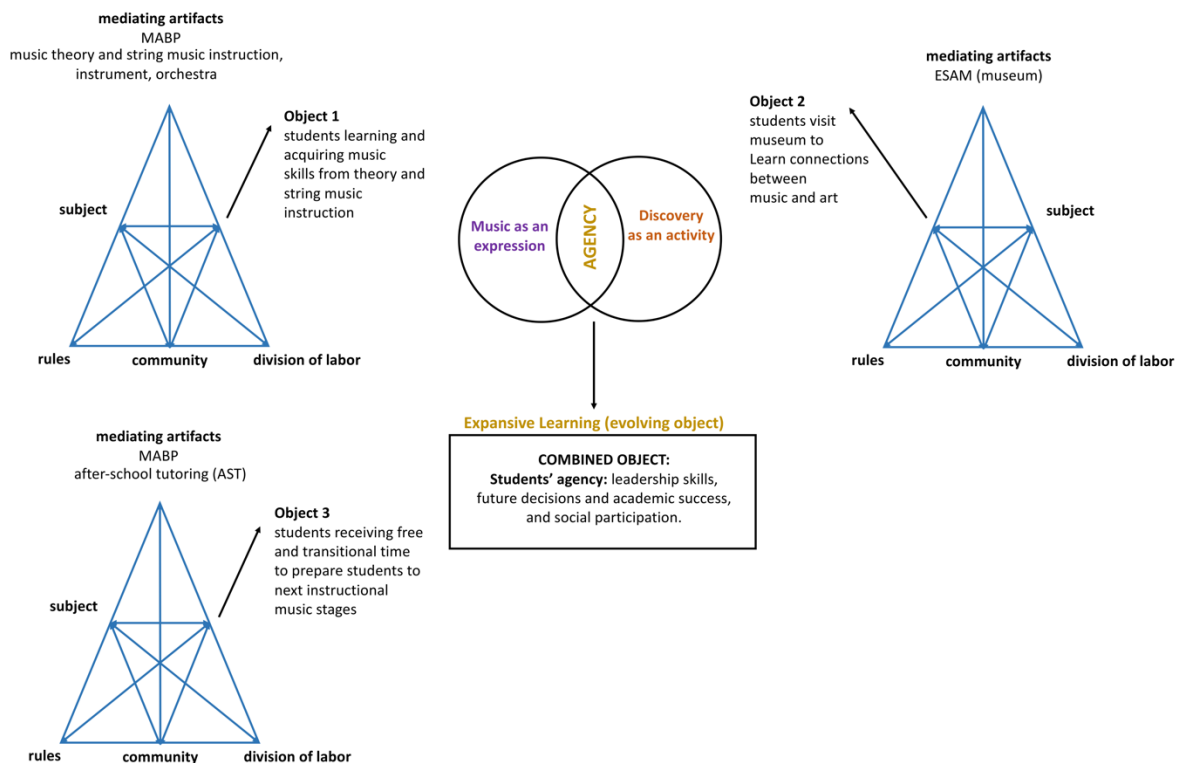 mediating artifacts
MABP
music theory and string music instruction,
instrument, orchestra
Object 1
students learning and
acquiring music
skills from theory and
string music
instruction
subject
rules
community
division of labor
Music as an
expression
AGENCY
Discovery
as an activity
mediating artifacts
ESAM (museum)
Object 2
students visit
museum to
Learn connections
between
music and art
subject
rules
community
division of labor
mediating artifacts
MABP
after-school tutoring (AST)
Object 3
students receiving free
and transitional time
to prepare students to
next instructional
music stages
subject
rules
community
division of labor
Expansive Learning (evolving object)
COMBINED OBJECT:
Students’ agency: leadership skills,
future decisions and academic success,
and social participation.